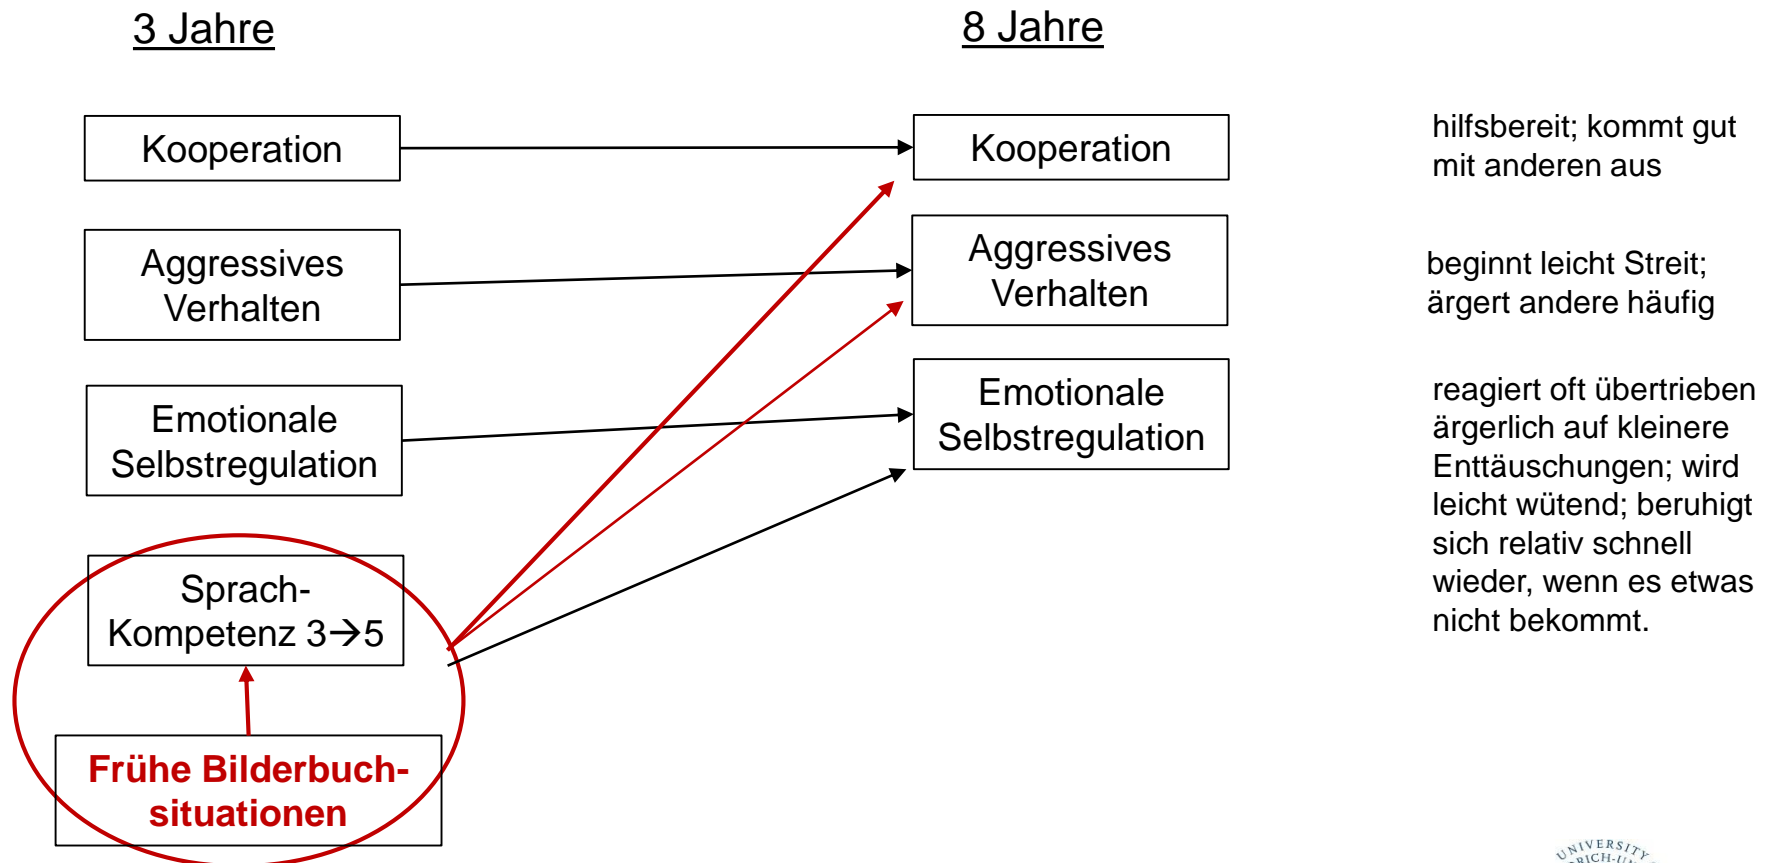 3 Jahre
8 Jahre
Kooperation
Kooperation
hilfsbereit; kommt gut
mit anderen aus
Aggressives
Verhalten
Aggressives
Verhalten
beginnt leicht Streit;
ärgert andere häufig
Emotionale
Selbstregulation
Emotionale
Selbstregulation
reagiert oft übertrieben
ärgerlich auf kleinere
Enttäuschungen; wird
leicht wütend; beruhigt
sich relativ schnell
wieder, wenn es etwas
nicht bekommt.
Sprach-
Kompetenz 3→5
Frühe Bilderbuch-
situationen
UNIVERSITY